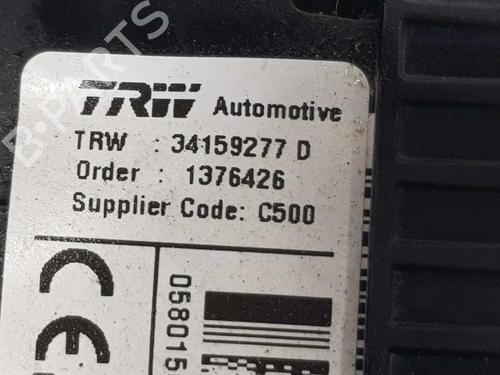 TRW Automotive
TRW : 34159277 D
Order : 1376426
Supplier Code: C500
CE
058015
B-PARTS